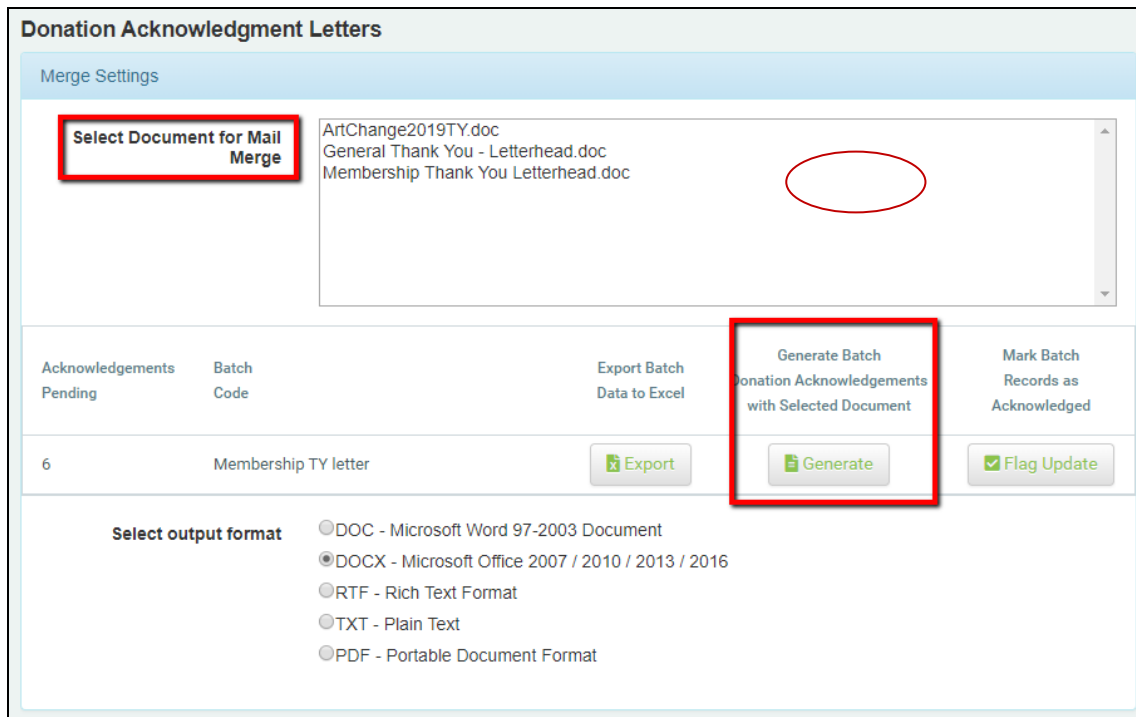 Donation Acknowledgment Letters
Merge Settings
Select Document for Mail
Merge
ArtChange2019TY.doc
General Thank You - Letterhead.doc
Membership Thank You Letterhead.doc
Acknowledgements
Pending
Batch
Code
Export Batch
Data to Excel
Generate Batch
Donation Acknowledgements
with Selected Document
Mark Batch
Records as
Acknowledged
6
Membership TY letter
Export
Generate
Flag Update
Select output format
DOC - Microsoft Word 97-2003 Document
DOCX - Microsoft Office 2007 / 2010 / 2013 / 2016
RTF - Rich Text Format
TXT - Plain Text
PDF - Portable Document Format